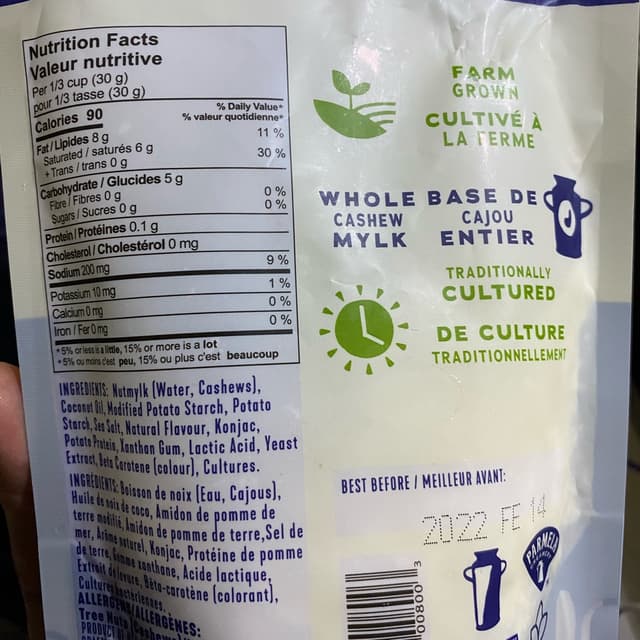 Nutrition Facts
Valeur nutritive
Per 1/3 cup (30 g)
pour 1/3 tasse (30 g)
Calories 90
% Daily Value*
% valeur quotidienne*
Fat / Lipides 8 g 11 %
Saturated / saturés 6 g 30 %
+ Trans / trans 0 g
Carbohydrate / Glucides 5 g
Fibre / Fibres 0 g 0 %
Sugars / Sucres 0 g 0 %
Protein / Protéines 0.1 g
Cholesterol / Cholestérol 0 mg
Sodium 200 mg 9 %
Potassium 10 mg 1 %
Calcium 0 mg 0 %
Iron / Fer 0 mg 0 %
*5% or less is a little, 15% or more is a lot
*5% ou moins c'est peu, 15% ou plus c'est beaucoup
INGREDIENTS: Nutmylk (Water, Cashews),
Coconut Oil, Modified Potato Starch, Potato
Starch, Sea Salt, Natural Flavour, Konjac,
Potato Protein, Xanthan Gum, Lactic Acid, Yeast
Extract, Beta Carotene (colour), Cultures.
INGRÉDIENTS: Boisson de noix (Eau, Cajous),
Huile de noix de coco, Amidon de pomme de
terre modifié, Amidon de pomme de terre, Sel de
mer, Arôme naturel, Konjac, Protéine de pomme
de terre, Gomme xanthane, Acide lactique,
Extrait de levure, Bêta-carotène (colorant),
Cultures bactériennes.
ALLERGENS/ALLERGÈNES:
Tree Nuts
PRODUCT
FARM
GROWN
CULTIVÉ À
LA FERME
WHOLE BASE DE
CASHEW CAJOU
MYLK ENTIER
TRADITIONALLY
CULTURED
DE CULTURE
TRADITIONNELLEMENT
BEST BEFORE / MEILLEUR AVANT:
2022 FE 14
PARMELA
00800
3